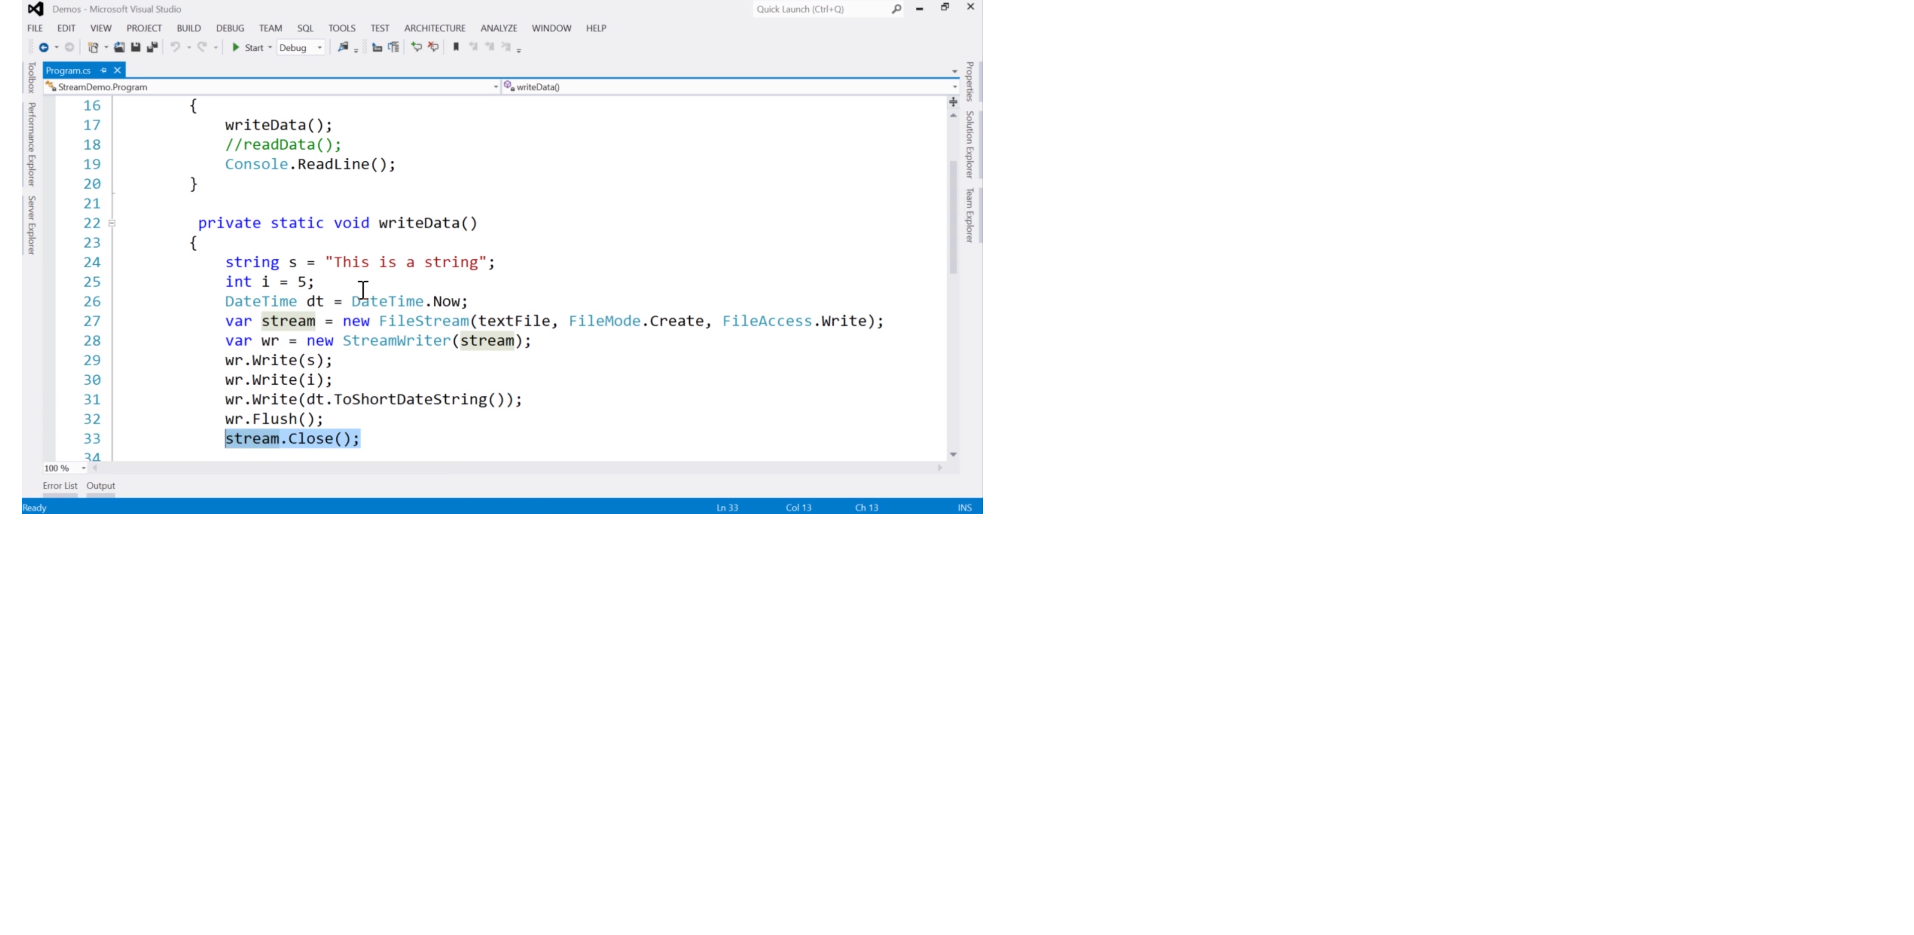 Demos - Microsoft Visual Studio
Quick Launch (Ctrl+Q)
FILE EDIT VIEW PROJECT BUILD DEBUG TEAM SQL TOOLS TEST ARCHITECTURE ANALYZE WINDOW HELP
Start Debug
Program.cs
StreamDemo.Program writeData()
16 {
17 writeData();
18 //readData();
19 Console.ReadLine();
20 }
21
22 private static void writeData()
23 {
24 string s = "This is a string";
25 int i = 5;
26 DateTime dt = DateTime.Now;
27 var stream = new FileStream(textFile, FileMode.Create, FileAccess.Write);
28 var wr = new StreamWriter(stream);
29 wr.Write(s);
30 wr.Write(i);
31 wr.Write(dt.ToShortDateString());
32 wr.Flush();
33 stream.Close();
34
100 %
Error List Output
Ready Ln 33 Col 13 Ch 13 INS
Toolbox
Performance Explorer
Server Explorer
Properties
Solution Explorer
Team Explorer